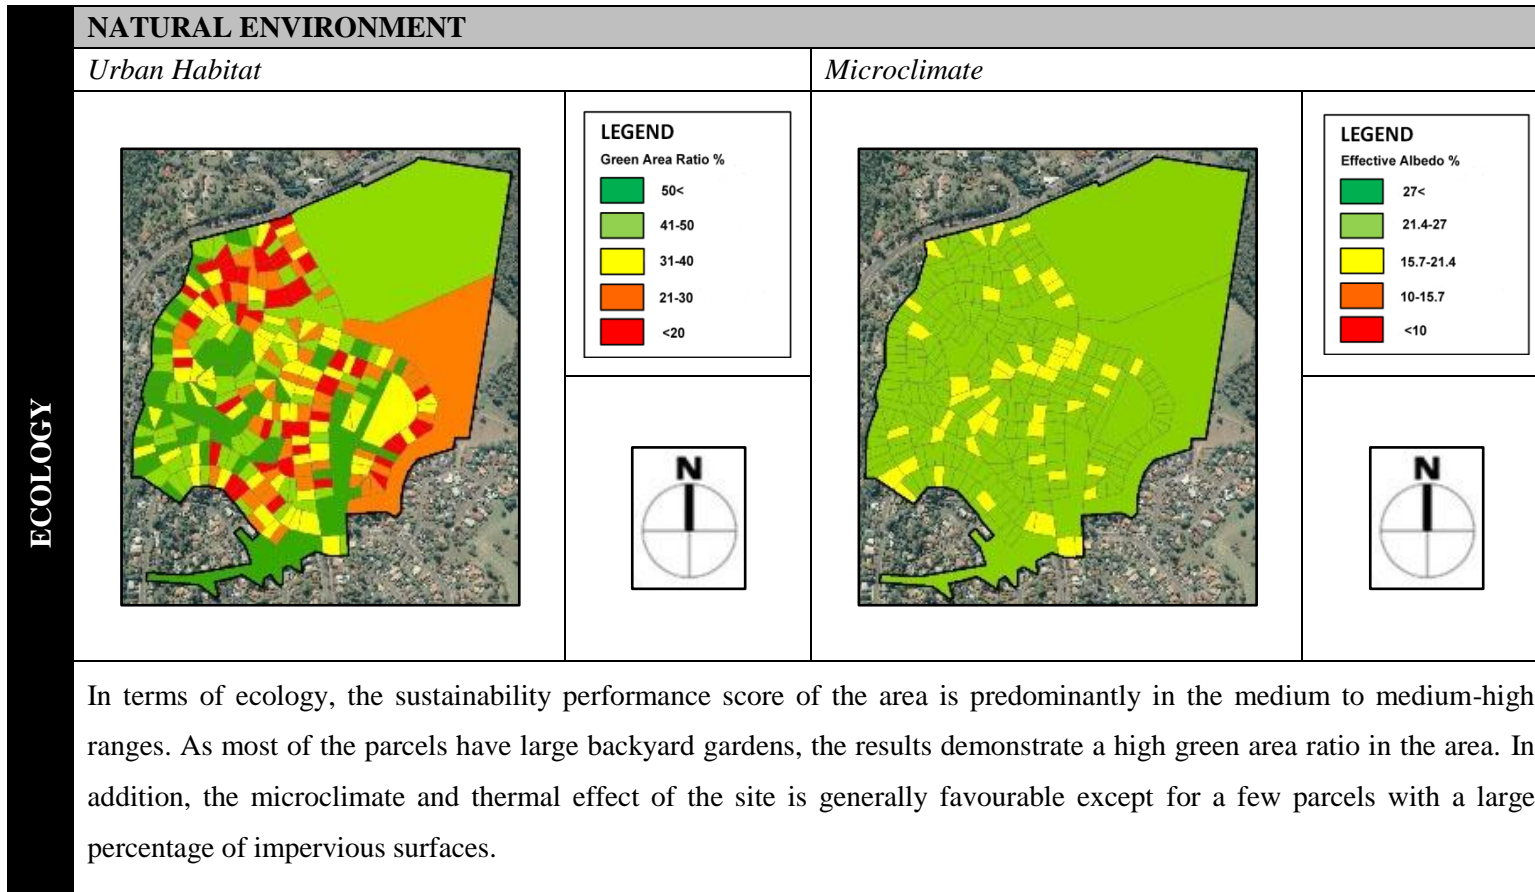 NATURAL ENVIRONMENT
Urban Habitat
Microclimate
LEGEND
Green Area Ratio %
50<
41-50
31-40
21-30
<20
N
LEGEND
Effective Albedo %
27<
21.4-27
15.7-21.4
10-15.7
<10
N
ECOLOGY
In terms of ecology, the sustainability performance score of the area is predominantly in the medium to medium-high
ranges. As most of the parcels have large backyard gardens, the results demonstrate a high green area ratio in the area. In
addition, the microclimate and thermal effect of the site is generally favourable except for a few parcels with a large
percentage of impervious surfaces.